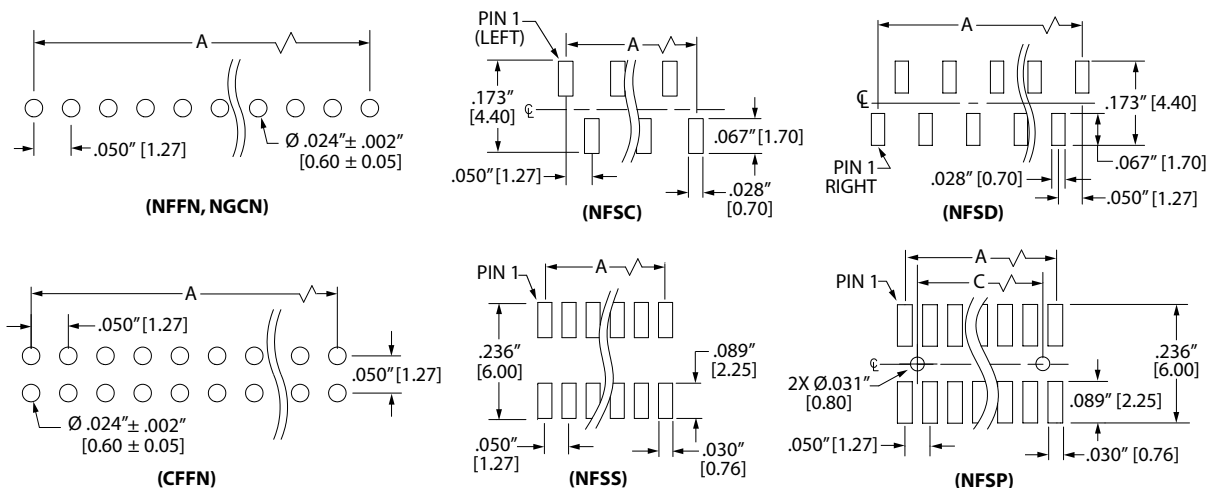 A
.050″ [1.27]
Ø .024″± .002″
[0.60 ± 0.05]
(NFFN, NGCN)
PIN 1
(LEFT)
A
.173″
[4.40]
℄
.067″ [1.70]
.050″ [1.27]
.028″
[0.70]
(NFSC)
A
℄
.173″ [4.40]
PIN 1
RIGHT
.028″ [0.70]
.067″ [1.70]
.050″ [1.27]
(NFSD)
A
.050″ [1.27]
.050″ [1.27]
Ø .024″± .002″
[0.60 ± 0.05]
(CFFN)
PIN 1
A
.236″
[6.00]
.089″
[2.25]
.050″
[1.27]
.030″
[0.76]
(NFSS)
A
PIN 1
C
℄
2X Ø.031″
[0.80]
.236″
[6.00]
.089″ [2.25]
.050″ [1.27]
.030″ [0.76]
(NFSP)